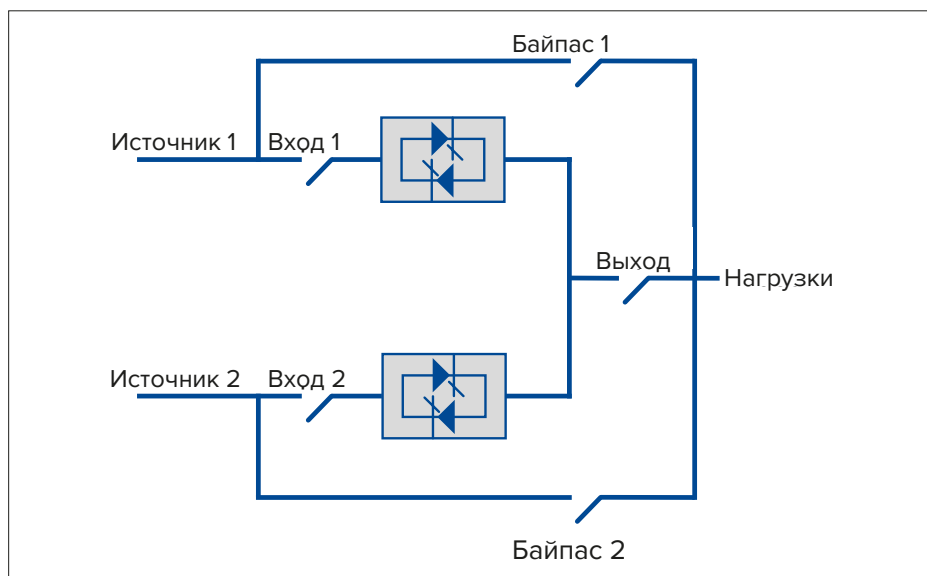 Байпас 1
Источник 1
Вход 1
Выход
Нагрузки
Источник 2
Вход 2
Байпас 2